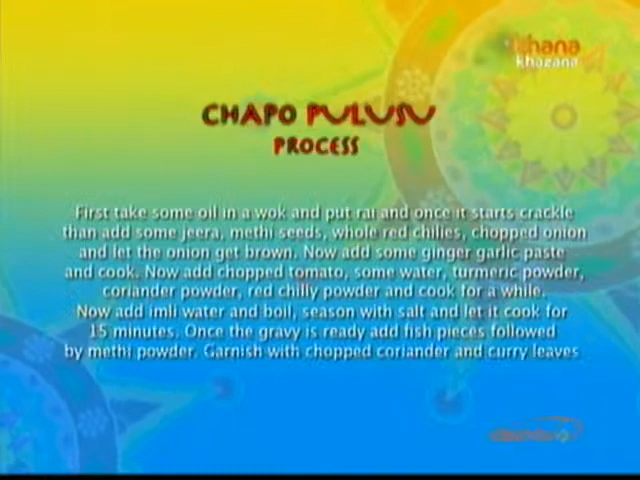 khana
khazana
CHAPO PULUSU
PROCESS
First take some oil in a wok and put rai and once it starts crackle
than add some jeera, methi seeds, whole red chilies, chopped onion
and let the onion get brown. Now add some ginger garlic paste
and cook. Now add chopped tomato, some water, turmeric powder,
coriander powder, red chilly powder and cook for a while.
Now add imli water and boil, season with salt and let it cook for
15 minutes. Once the gravy is ready add fish pieces followed
by methi powder. Garnish with chopped coriander and curry leaves